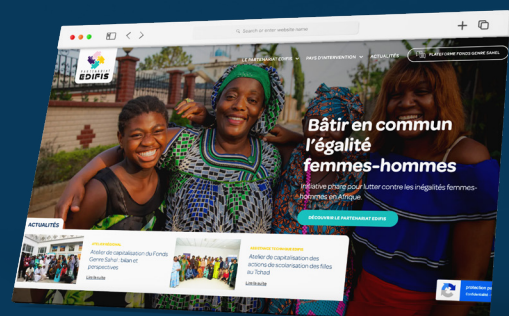 Search or enter website name
PARTENARIAT
EDIFIS
LE PARTENARIAT EDIFIS
PAYS D'INTERVENTION
ACTUALITÉS
PLATEFORME FONDS GENRE SAHEL
Bâtir en commun
l'égalité
femmes-hommes
Initiative phare pour lutter contre les inégalités femmes-
hommes en Afrique.
DÉCOUVRIR LE PARTENARIAT EDIFIS
ACTUALITÉS
Atelier de capitalisation du Fonds
Genre Sahel : bilan et
perspectives
Lire la suite
Atelier de capitalisation des
actions de scolarisation des filles
au Tchad
Lire la suite
protection
Confidentialité